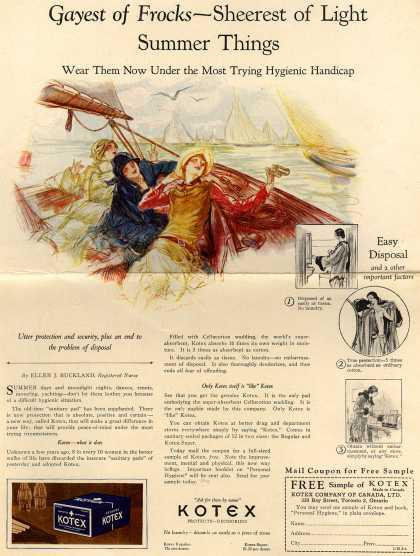 Gayest of Frocks—Sheerest of Light
Summer Things
Wear Them Now Under the Most Trying Hygienic Handicap
Easy
Disposal
and 2 other
important factors
① Disposed of as
easily as tissue.
No laundry.
② True protection—5 times
as absorbent as ordinary
cotton.
③ Obtain without embar-
rassment, at any store,
simply by saying "Kotex."
Utter protection and security, plus an end to
the problem of disposal
By ELLEN J. BUCKLAND, Registered Nurse
SUMMER days and moonlight nights, dances, tennis,
motoring, yachting—don't let them bother you because
of a difficult hygienic situation.
The old-time "sanitary pad" has been supplanted. There
is now protection that is absolute, positive and certain—
a new way, called Kotex, that will make a great difference in
your life; that will provide peace-of-mind under the most
trying circumstances.
Kotex—what it does
Unknown a few years ago, 8 in every 10 women in the better
walks of life have discarded the insecure "sanitary pads" of
yesterday and adopted Kotex.
Filled with Cellucotton wadding, the world's super-
absorbent, Kotex absorbs 16 times its own weight in mois-
ture. It is 5 times as absorbent as cotton.
It discards easily as tissue. No laundry—no embarrass-
ment of disposal. It also thoroughly deodorizes, and thus
ends all fear of offending.
Only Kotex itself is "like" Kotex
See that you get the genuine Kotex. It is the only pad
embodying the super-absorbent Cellucotton wadding. It is
the only napkin made by this company. Only Kotex is
"like" Kotex.
You can obtain Kotex at better drug and department
stores everywhere simply by saying "Kotex." Comes in
sanitary sealed packages of 12 in two sizes: the Regular and
Kotex-Super.
Today mail the coupon for a full-sized
sample of Kotex, free. Note the improve-
ment, mental and physical, this new way
brings. Important booklet on "Personal
Hygiene" will be sent also. Send for your
sample today.
KOTEX
"Ask for them by name"
KOTEX
PROTECTS—DEODORIZES
No laundry—discards as easily as a piece of tissue
Kotex Regular:
Kotex-Super:
Mail Coupon for Free Sample
FREE Sample of KOTEX
Made in Canada
KOTEX COMPANY OF CANADA, LTD.
330 Bay Street, Toronto 2, Ontario
You may send me sample of Kotex and book,
"Personal Hygiene," in plain envelope.
Name
Address
City Prov.